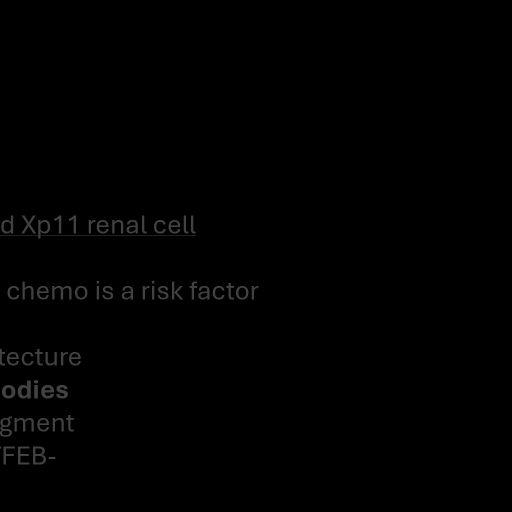 d Xp11 renal cell
chemo is a risk factor
tecture
odies
gment
FEB-